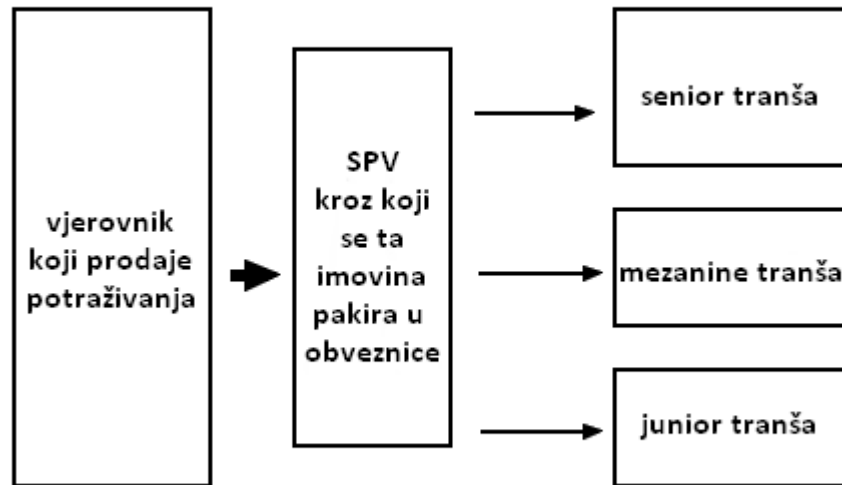 vjerovnik
koji prodaje
potraživanja
SPV
kroz koji
se ta
imovina
pakira u
obveznice
senior tranša
mezanine tranša
junior tranša